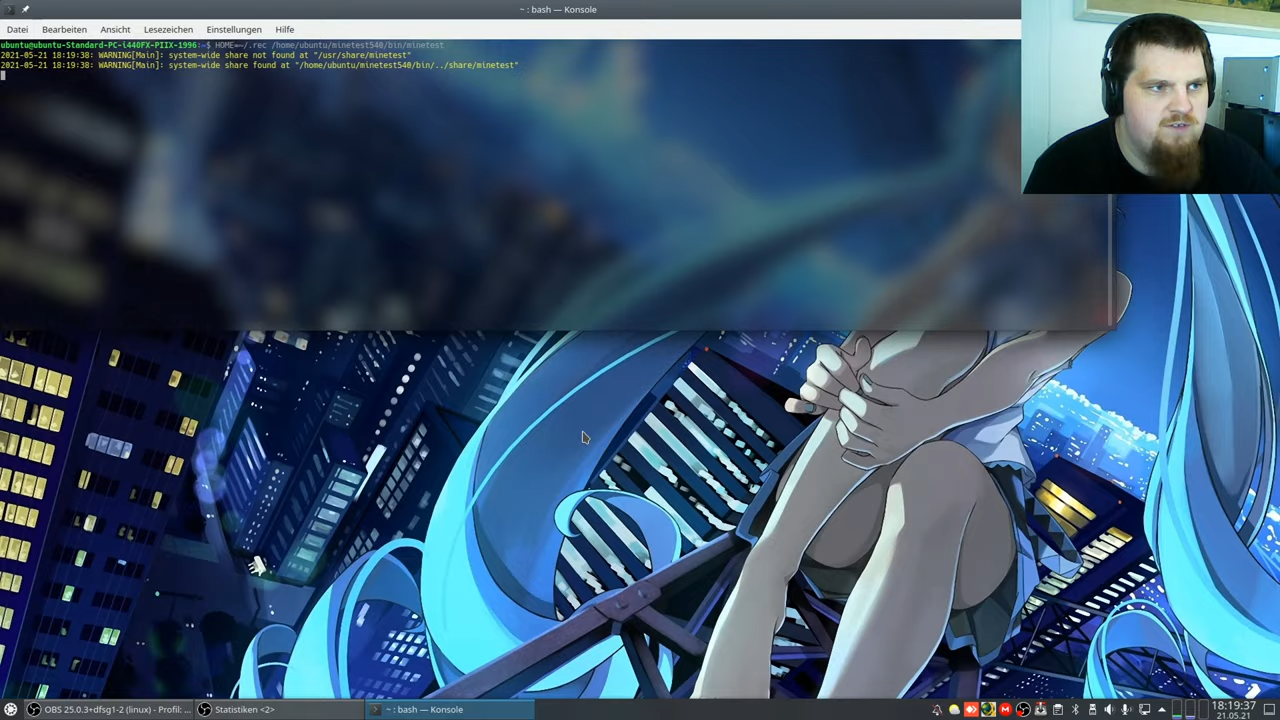 ~ : bash — Konsole
Datei Bearbeiten Ansicht Lesezeichen Einstellungen Hilfe
ubuntu@ubuntu-Standard-PC-i440FX-PIIX-1996:~$ HOME=~/.rec /home/ubuntu/minetest540/bin/minetest
2021-05-21 18:19:38: WARNING[Main]: system-wide share not found at "/usr/share/minetest"
2021-05-21 18:19:38: WARNING[Main]: system-wide share found at "/home/ubuntu/minetest540/bin/../share/minetest"
OBS 25.0.3+dfsg1-2 (linux) - Profil: ... Statistiken <2> ~ : bash — Konsole 18:19:37
21.05.21